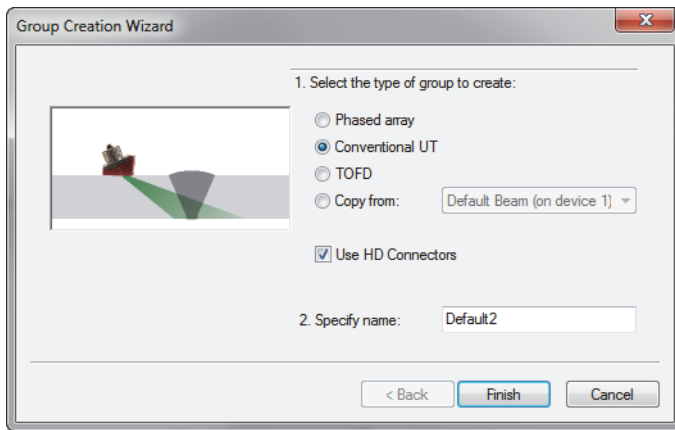 Group Creation Wizard
1. Select the type of group to create:
Phased array
Conventional UT
TOFD
Copy from: Default Beam (on device 1)
Use HD Connectors
2. Specify name: Default2
< Back Finish Cancel